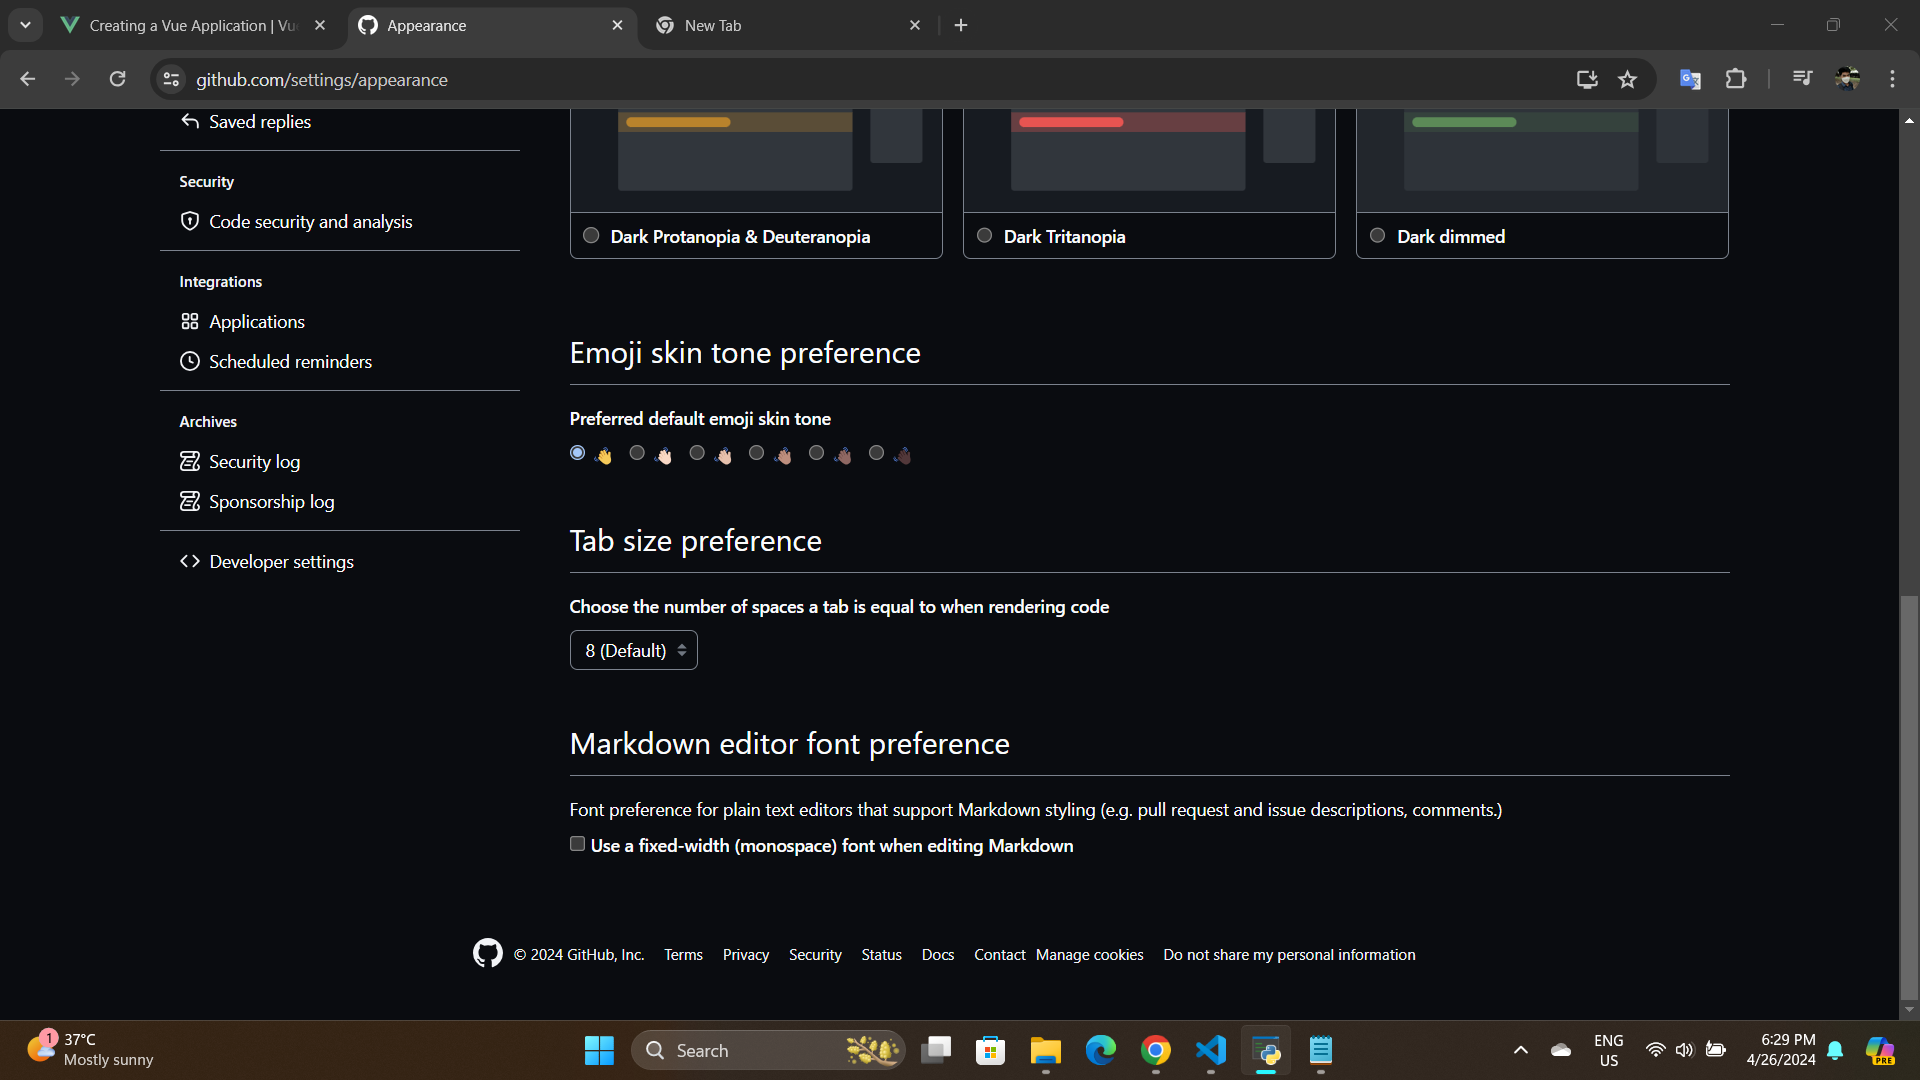 Creating a Vue Application | Vu
Appearance
New Tab
github.com/settings/appearance
Saved replies
Security
Code security and analysis
Integrations
Applications
Scheduled reminders
Archives
Security log
Sponsorship log
Developer settings
Dark Protanopia & Deuteranopia
Dark Tritanopia
Dark dimmed
Emoji skin tone preference
Preferred default emoji skin tone
Tab size preference
Choose the number of spaces a tab is equal to when rendering code
8 (Default)
Markdown editor font preference
Font preference for plain text editors that support Markdown styling (e.g. pull request and issue descriptions, comments.)
Use a fixed-width (monospace) font when editing Markdown
© 2024 GitHub, Inc. Terms Privacy Security Status Docs Contact Manage cookies Do not share my personal information
1
37°C
Mostly sunny
Search
ENG
US
6:29 PM
4/26/2024
PRE